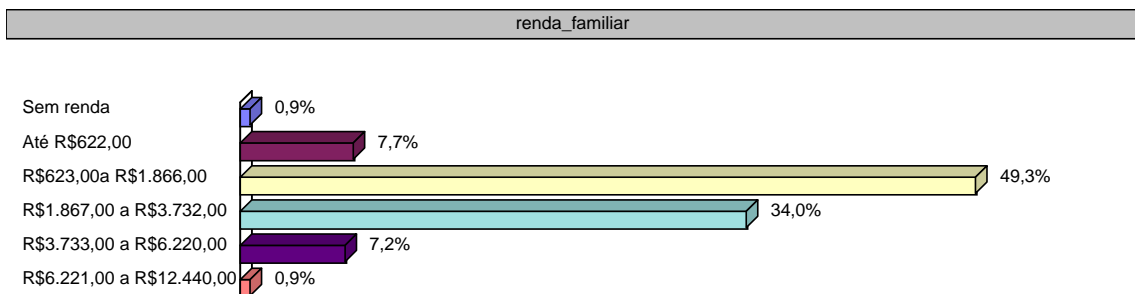 renda_familiar
Sem renda 0,9%
Até R$622,00 7,7%
R$623,00a R$1.866,00 49,3%
R$1.867,00 a R$3.732,00 34,0%
R$3.733,00 a R$6.220,00 7,2%
R$6.221,00 a R$12.440,00 0,9%